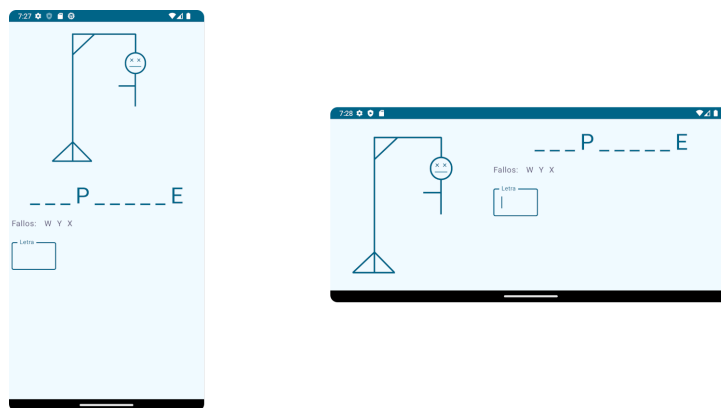 7:27
_ _ _ P _ _ _ _ _ E
Fallos: W Y X
Letra
7:28
_ _ _ P _ _ _ _ _ E
Fallos: W Y X
Letra